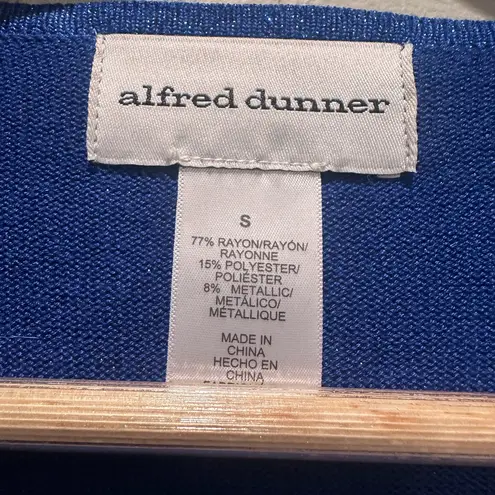 alfred dunner
S
77% RAYON/RAYÓN/
RAYONNE
15% POLYESTER/
POLIÉSTER
8% METALLIC/
METÁLICO/
MÉTALLIQUE
MADE IN
CHINA
HECHO EN
CHINA